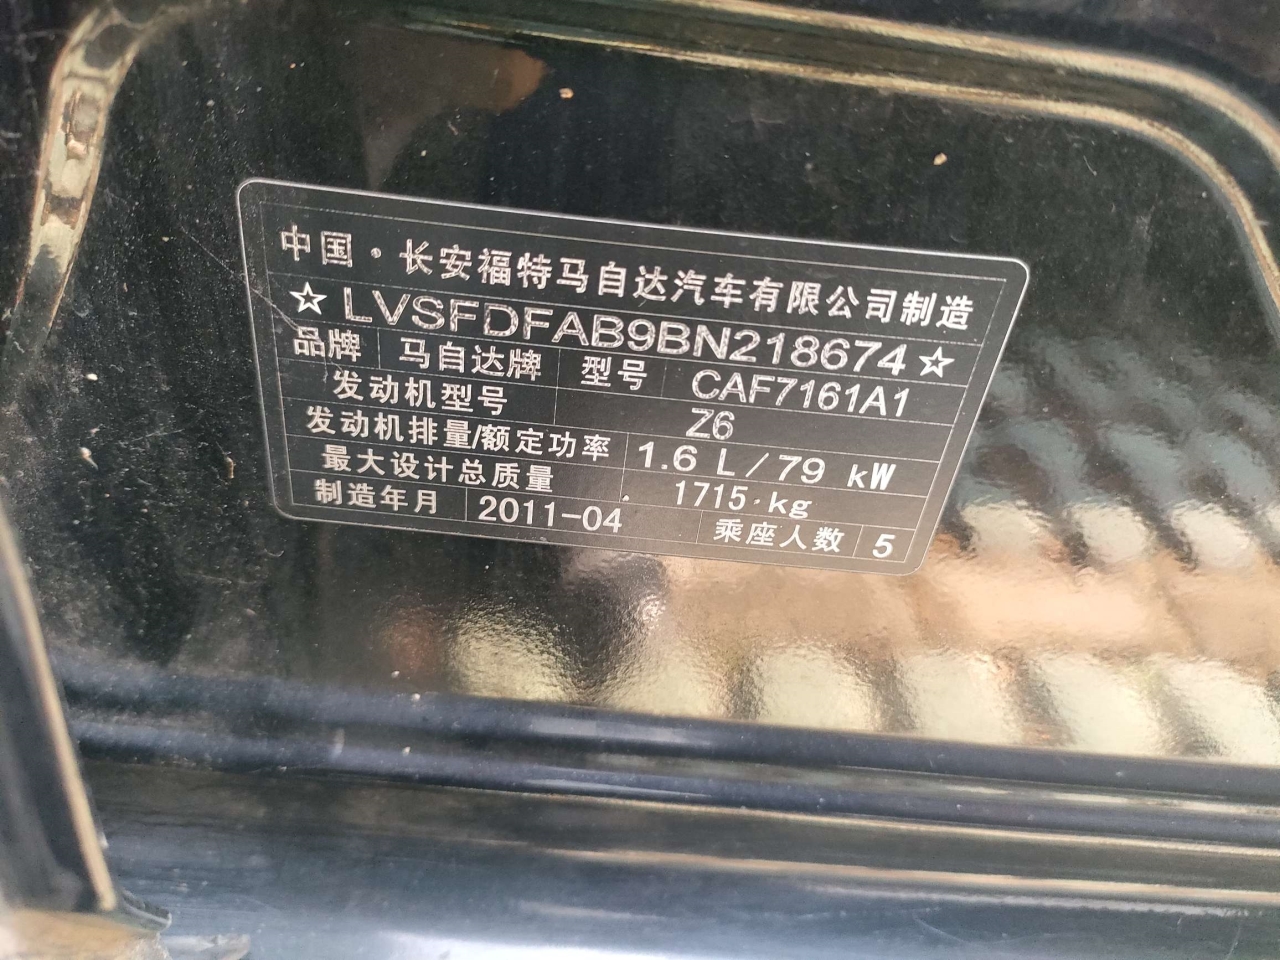 中国·长安福特马自达汽车有限公司制造
☆LVSFDFAB9BN218674☆
品牌 马自达牌 型号 CAF7161A1
发动机型号 Z6
发动机排量/额定功率 1.6 L/79 kW
最大设计总质量 1715 kg
制造年月 2011-04 乘座人数 5